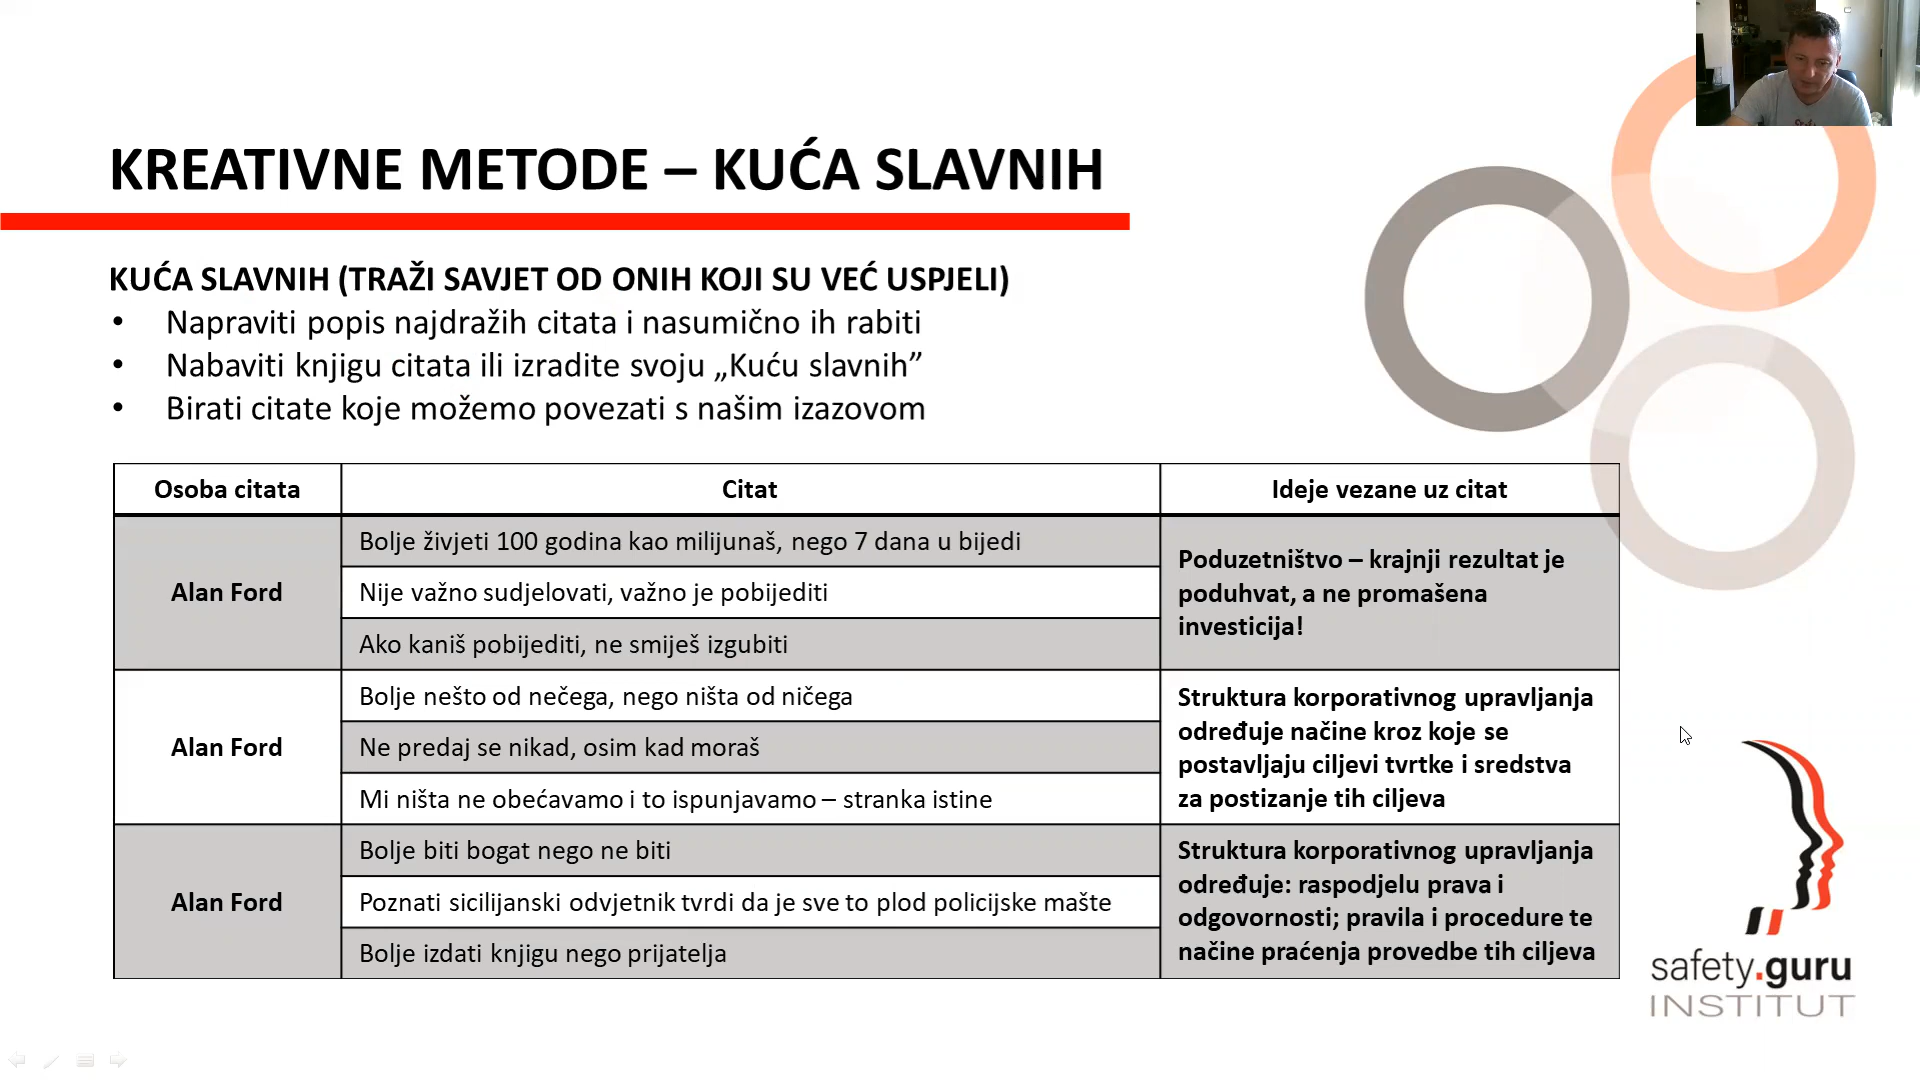 KREATIVNE METODE – KUĆA SLAVNIH
KUĆA SLAVNIH (TRAŽI SAVJET OD ONIH KOJI SU VEĆ USPJELI)
• Napraviti popis najdražih citata i nasumično ih rabiti
• Nabaviti knjigu citata ili izradite svoju „Kuću slavnih”
• Birati citate koje možemo povezati s našim izazovom
Osoba citata
Citat
Ideje vezane uz citat
Alan Ford
Bolje živjeti 100 godina kao milijunaš, nego 7 dana u bijedi
Nije važno sudjelovati, važno je pobijediti
Ako kaniš pobijediti, ne smiješ izgubiti
Poduzetništvo – krajnji rezultat je
poduhvat, a ne promašena
investicija!
Alan Ford
Bolje nešto od nečega, nego ništa od ničega
Ne predaj se nikad, osim kad moraš
Mi ništa ne obećavamo i to ispunjavamo – stranka istine
Struktura korporativnog upravljanja
određuje načine kroz koje se
postavljaju ciljevi tvrtke i sredstva
za postizanje tih ciljeva
Alan Ford
Bolje biti bogat nego ne biti
Poznati sicilijanski odvjetnik tvrdi da je sve to plod policijske mašte
Bolje izdati knjigu nego prijatelja
Struktura korporativnog upravljanja
određuje: raspodjelu prava i
odgovornosti; pravila i procedure te
načine praćenja provedbe tih ciljeva
safety.guru
INSTITUT